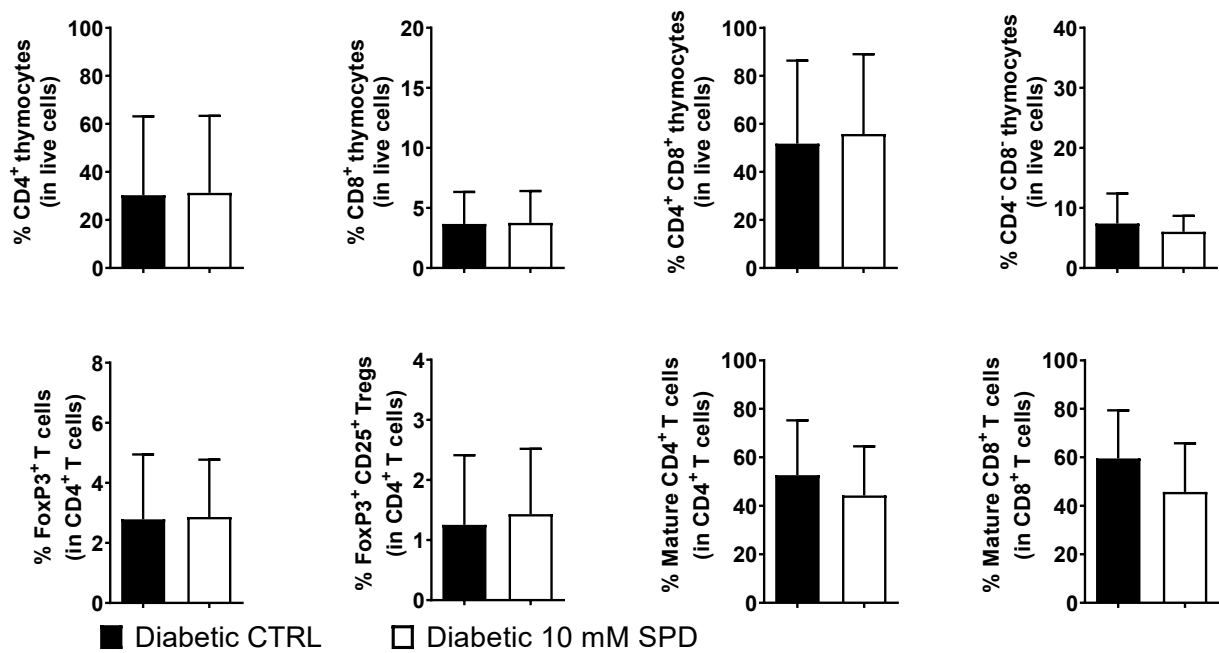 % CD4⁺ thymocytes
(in live cells)
100
80
60
40
20
0
% CD8⁺ thymocytes
(in live cells)
20
15
10
5
0
% CD4⁺ CD8⁺ thymocytes
(in live cells)
100
80
60
40
20
0
% CD4⁻ CD8⁻ thymocytes
(in live cells)
40
30
20
10
0
% FoxP3⁺ T cells
(in CD4⁺ T cells)
8
6
4
2
0
% FoxP3⁺ CD25⁺ Tregs
(in CD4⁺ T cells)
4
3
2
1
0
% Mature CD4⁺ T cells
(in CD4⁺ T cells)
100
80
60
40
20
0
% Mature CD8⁺ T cells
(in CD8⁺ T cells)
100
80
60
40
20
0
Diabetic CTRL
Diabetic 10 mM SPD